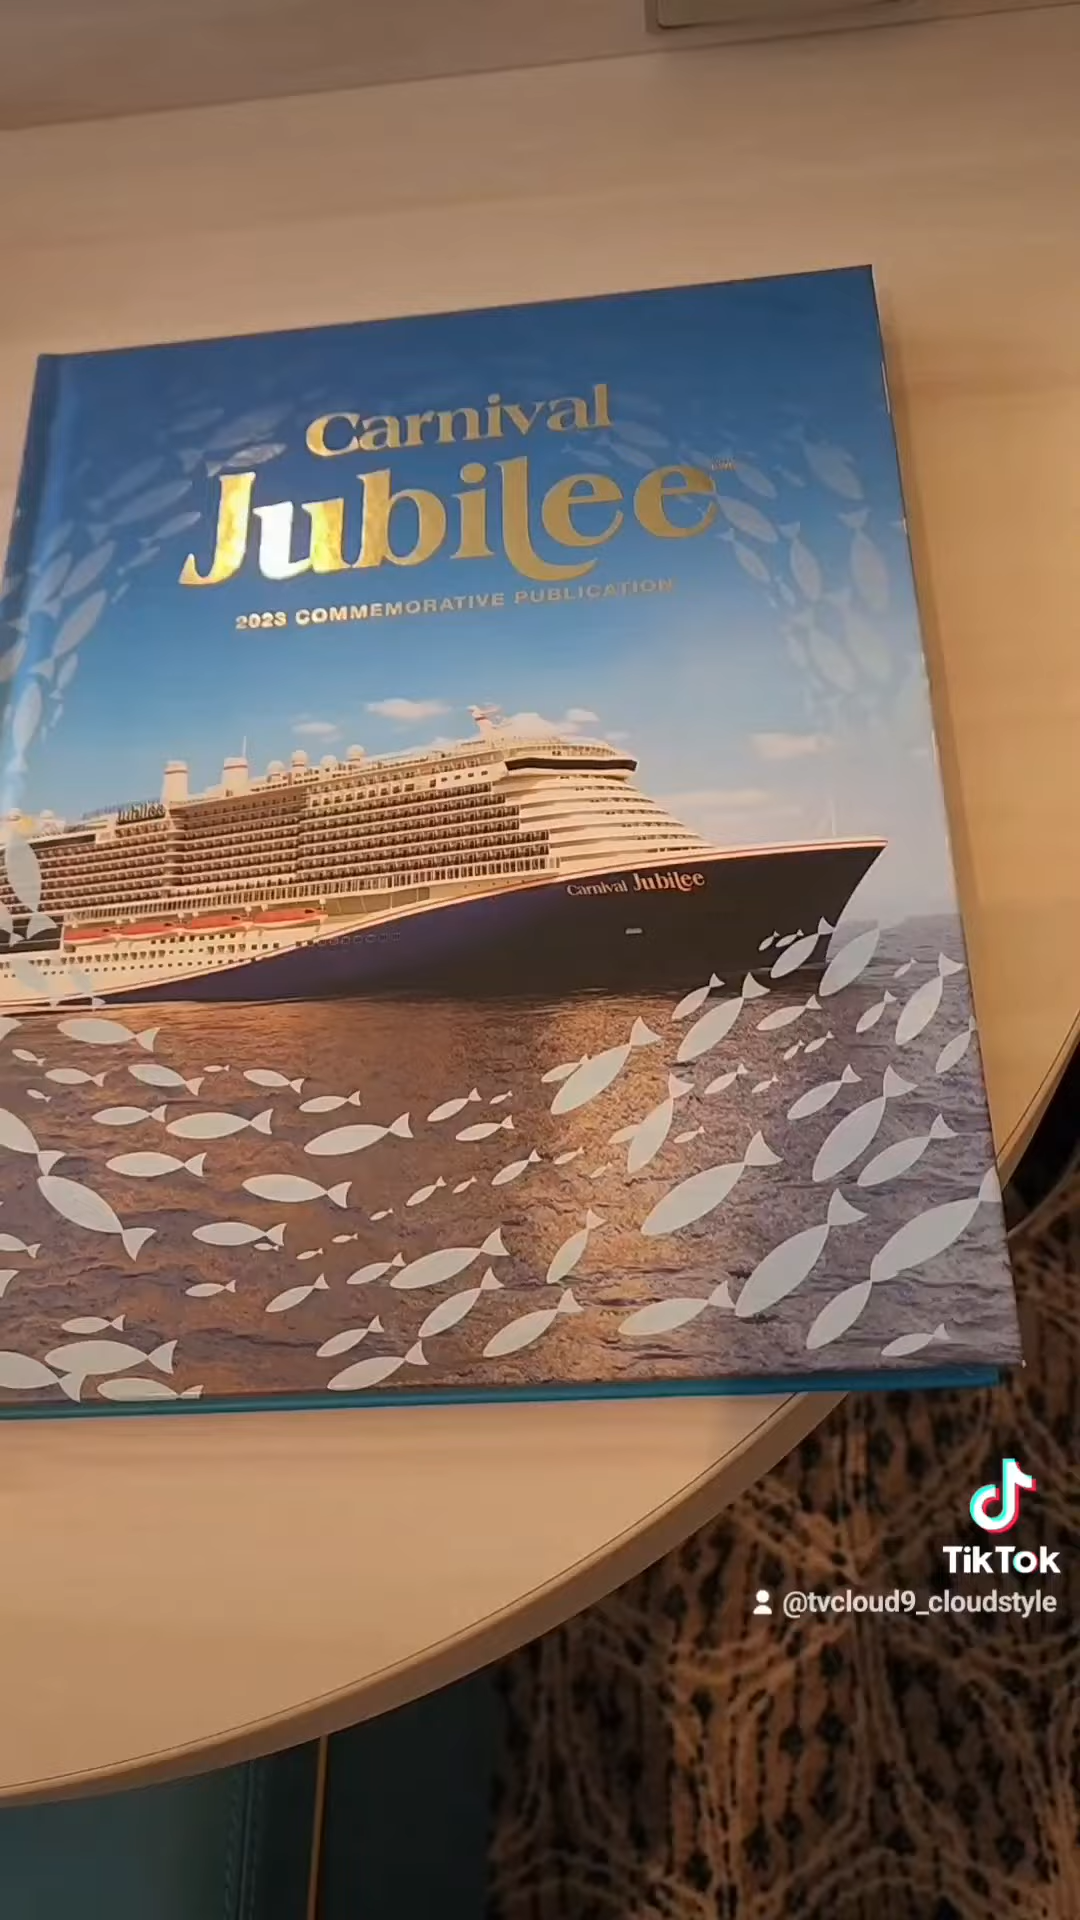 Carnival
Jubilee
2023 COMMEMORATIVE PUBLICATION
Jubilee
Carnival Jubilee
TikTok
@tvcloud9_cloudstyle